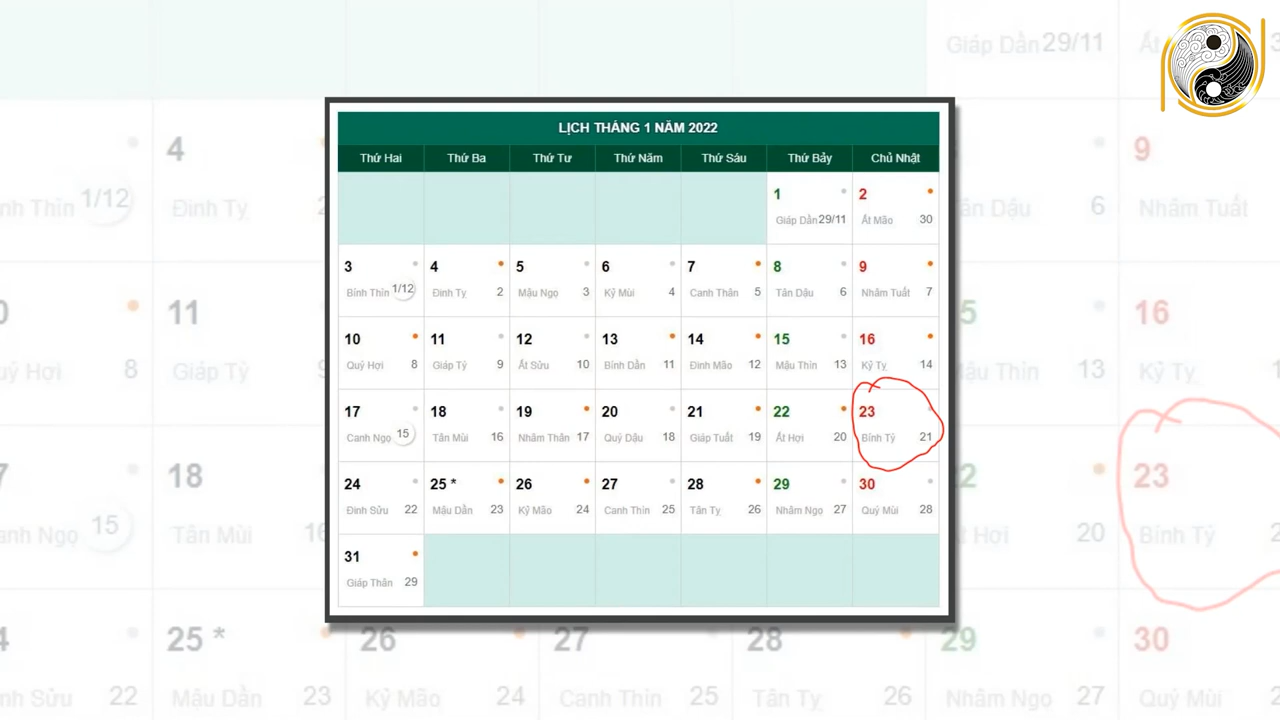 LỊCH THÁNG 1 NĂM 2022
Thứ Hai Thứ Ba Thứ Tư Thứ Năm Thứ Sáu Thứ Bảy Chủ Nhật
1 2
Giáp Dần 29/11 Ất Mão 30
3 4 5 6 7 8 9
Bính Thìn 1/12 Đinh Tỵ 2 Mậu Ngọ 3 Kỷ Mùi 4 Canh Thân 5 Tân Dậu 6 Nhâm Tuất 7
10 11 12 13 14 15 16
Quý Hợi 8 Giáp Tý 9 Ất Sửu 10 Bính Dần 11 Đinh Mão 12 Mậu Thìn 13 Kỷ Tỵ 14
17 18 19 20 21 22 23
Canh Ngọ 15 Tân Mùi 16 Nhâm Thân 17 Quý Dậu 18 Giáp Tuất 19 Ất Hợi 20 Bính Tý 21
24 25 * 26 27 28 29 30
Đinh Sửu 22 Mậu Dần 23 Kỷ Mão 24 Canh Thìn 25 Tân Tỵ 26 Nhâm Ngọ 27 Quý Mùi 28
31
Giáp Thân 29